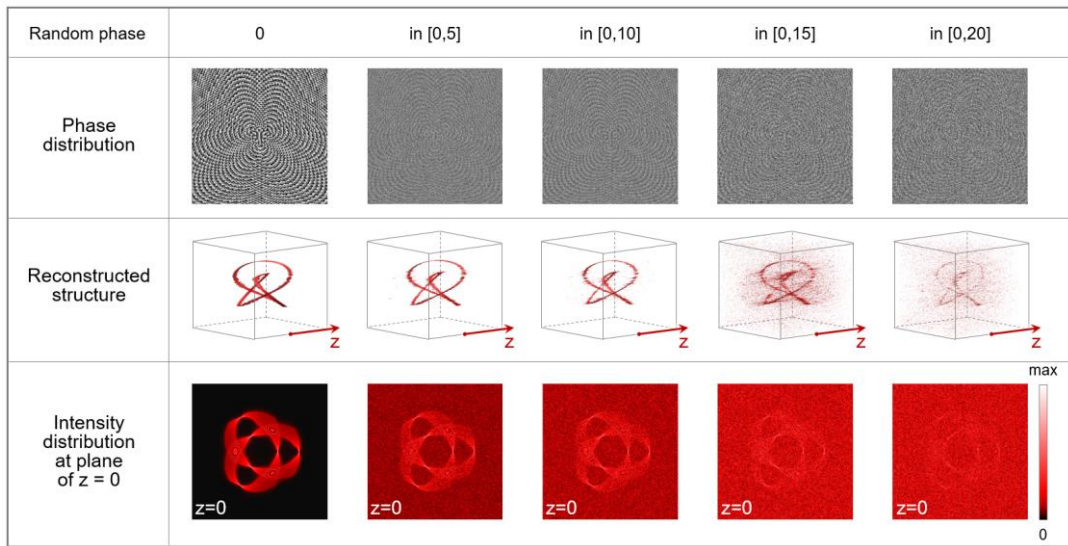 Random phase
0
in [0,5]
in [0,10]
in [0,15]
in [0,20]
Phase
distribution
Reconstructed
structure
z
z
z
z
z
Intensity
distribution
at plane
of z = 0
z=0
z=0
z=0
z=0
z=0
max
0